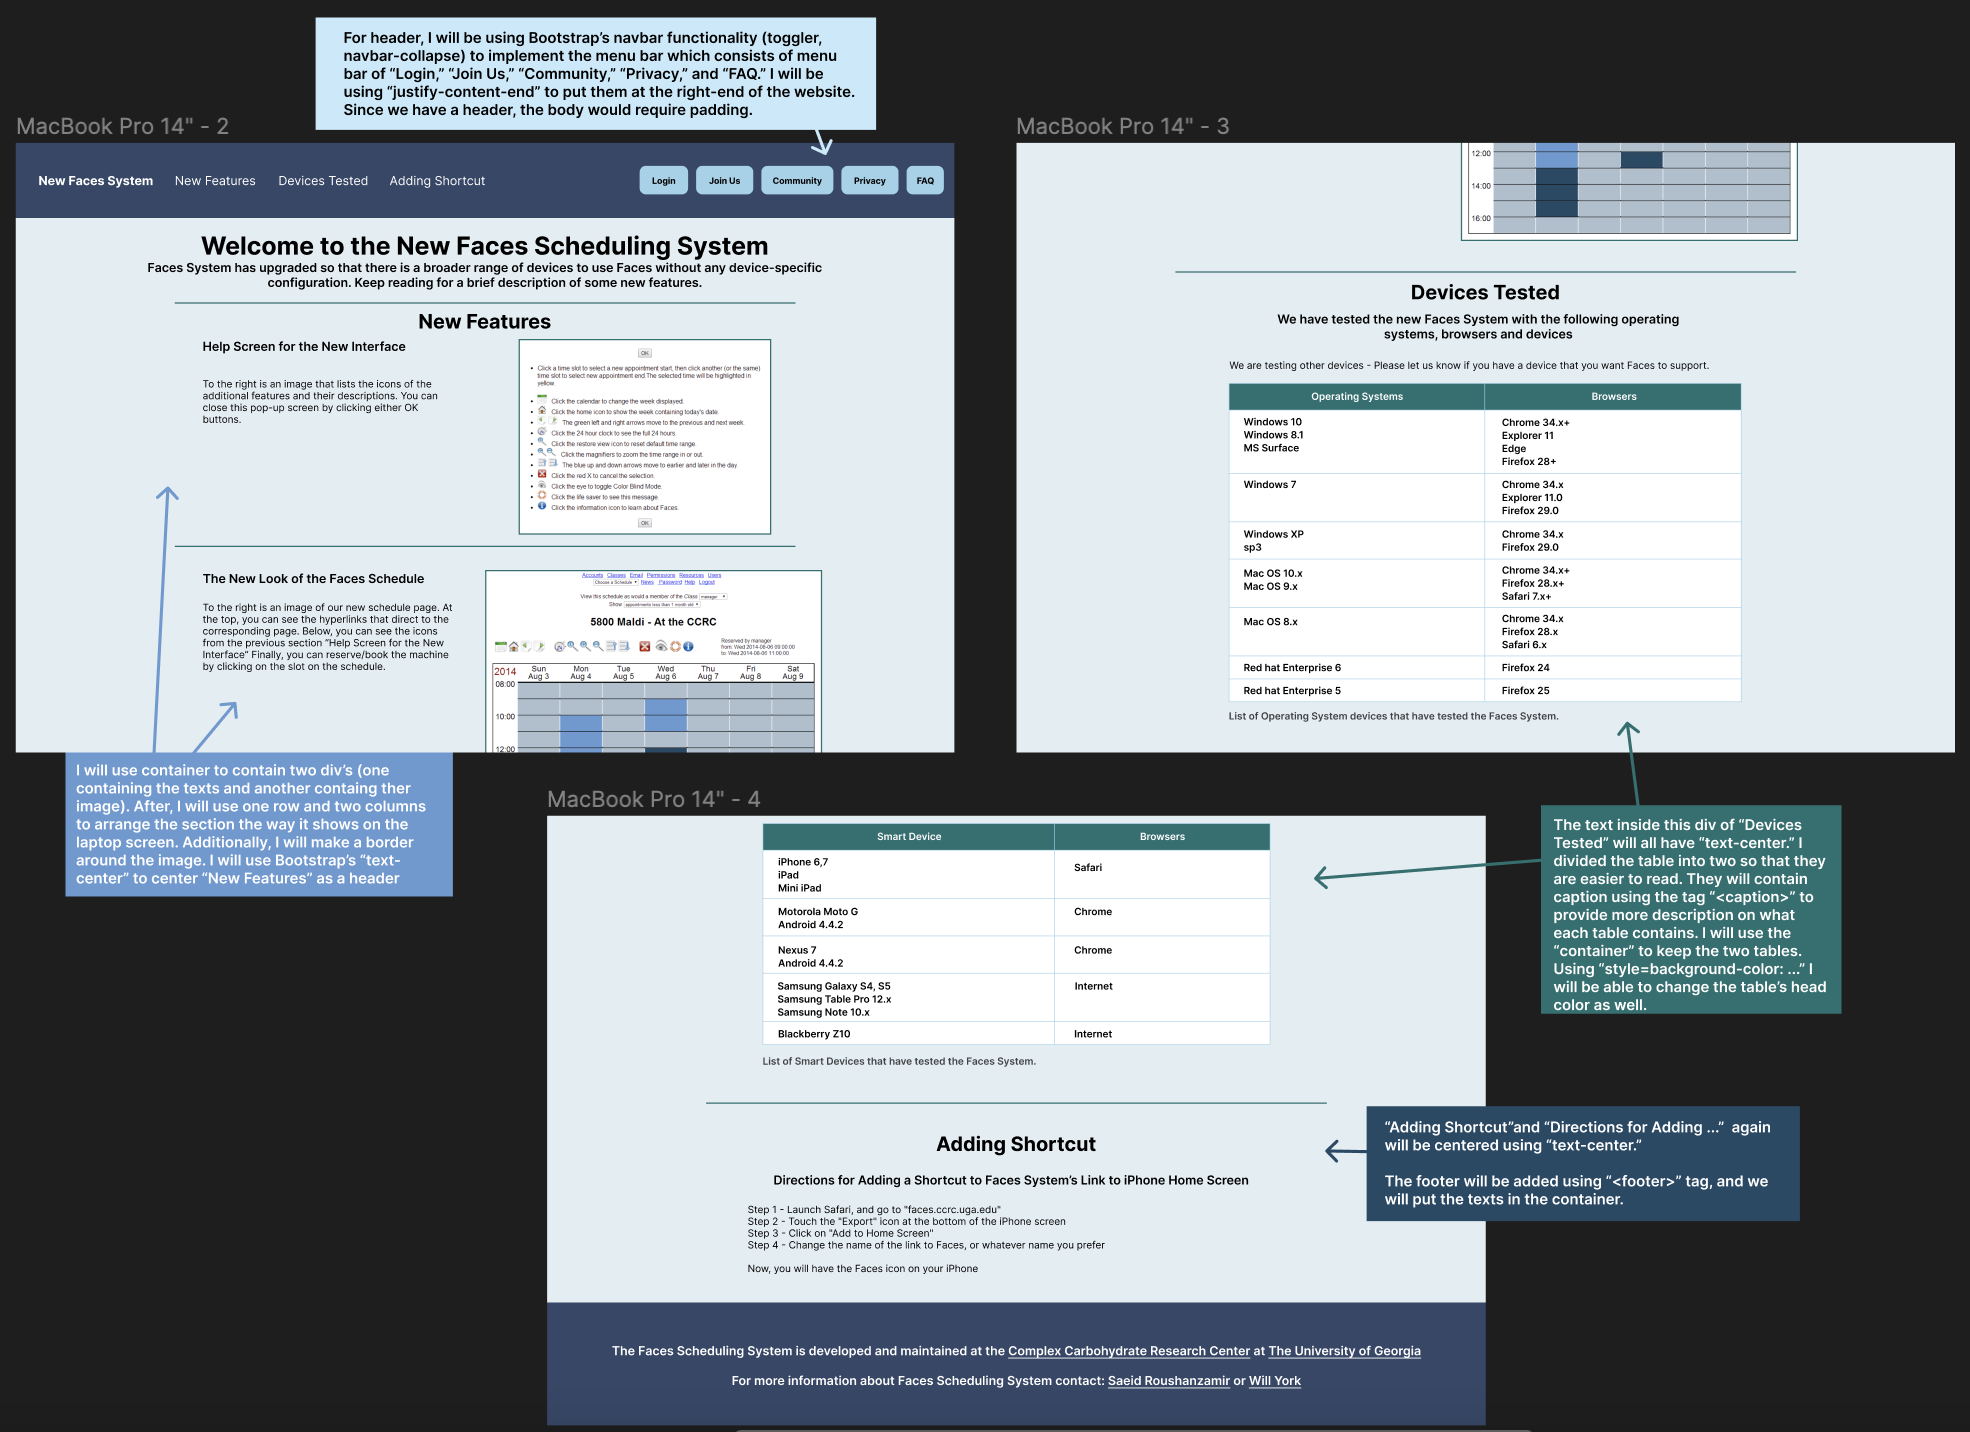 For header, I will be using Bootstrap's navbar functionality (toggler,
navbar-collapse) to implement the menu bar which consists of menu
bar of “Login,” “Join Us,” “Community,” “Privacy,” and “FAQ.” I will be
using “justify-content-end” to put them at the right-end of the website.
Since we have a header, the body would require padding.
MacBook Pro 14" - 2
New Faces System New Features Devices Tested Adding Shortcut Login Join Us Community Privacy FAQ
Welcome to the New Faces Scheduling System
Faces System has upgraded so that there is a broader range of devices to use Faces without any device-specific
configuration. Keep reading for a brief description of some new features.
New Features
Help Screen for the New Interface
To the right is an image that lists the icons of the
additional features and their descriptions. You can
close this pop-up screen by clicking either OK
buttons.
OK
• Click a time slot to select a new appointment start, then click another (or the same)
time slot to select new appointment end.The selected time will be highlighted in
yellow.
• Click the calendar to change the week displayed.
• Click the home icon to show the week containing today's date.
• The green left and right arrows move to the previous and next week.
• Click the 24 hour clock to see the full 24 hours.
• Click the restore view icon to reset default time range.
• Click the magnifiers to zoom the time range in or out.
• The blue up and down arrows move to earlier and later in the day.
• Click the red X to cancel the selection.
• Click the eye to toggle Color Blind Mode.
• Click the life saver to see this message.
• Click the information icon to learn about Faces.
OK
The New Look of the Faces Schedule
To the right is an image of our new schedule page. At
the top, you can see the hyperlinks that direct to the
corresponding page. Below, you can see the icons
from the previous section “Help Screen for the New
Interface” Finally, you can reserve/book the machine
by clicking on the slot on the schedule.
Accounts Classes Email Permissions Resources Users
Choose a Schedule News Password Help Logout
View this schedule as would a member of the Class manager
Show appointments less than 1 month old
5800 Maldi - At the CCRC
Reserved by manager
from: Wed 2014-08-06 09:00:00
to: Wed 2014-08-06 11:00:00
2014 Sun Mon Tue Wed Thu Fri Sat
Aug 3 Aug 4 Aug 5 Aug 6 Aug 7 Aug 8 Aug 9
08:00
10:00
12:00
I will use container to contain two div's (one
containing the texts and another containg ther
image). After, I will use one row and two columns
to arrange the section the way it shows on the
laptop screen. Additionally, I will make a border
around the image. I will use Bootstrap's “text-
center” to center “New Features” as a header
MacBook Pro 14" - 3
12:00
14:00
16:00
Devices Tested
We have tested the new Faces System with the following operating
systems, browsers and devices
We are testing other devices - Please let us know if you have a device that you want Faces to support.
Operating Systems Browsers
Windows 10 Chrome 34.x+
Windows 8.1 Explorer 11
MS Surface Edge
Firefox 28+
Windows 7 Chrome 34.x
Explorer 11.0
Firefox 29.0
Windows XP Chrome 34.x
sp3 Firefox 29.0
Mac OS 10.x Chrome 34.x+
Mac OS 9.x Firefox 28.x+
Safari 7.x+
Mac OS 8.x Chrome 34.x
Firefox 28.x
Safari 6.x
Red hat Enterprise 6 Firefox 24
Red hat Enterprise 5 Firefox 25
List of Operating System devices that have tested the Faces System.
The text inside this div of “Devices
Tested” will all have “text-center.” I
divided the table into two so that they
are easier to read. They will contain
caption using the tag “<caption>” to
provide more description on what
each table contains. I will use the
“container” to keep the two tables.
Using “style=background-color: ...” I
will be able to change the table's head
color as well.
MacBook Pro 14" - 4
Smart Device Browsers
iPhone 6,7 Safari
iPad
Mini iPad
Motorola Moto G Chrome
Android 4.4.2
Nexus 7 Chrome
Android 4.4.2
Samsung Galaxy S4, S5 Internet
Samsung Table Pro 12.x
Samsung Note 10.x
Blackberry Z10 Internet
List of Smart Devices that have tested the Faces System.
Adding Shortcut
Directions for Adding a Shortcut to Faces System's Link to iPhone Home Screen
Step 1 - Launch Safari, and go to "faces.ccrc.uga.edu"
Step 2 - Touch the "Export" icon at the bottom of the iPhone screen
Step 3 - Click on "Add to Home Screen"
Step 4 - Change the name of the link to Faces, or whatever name you prefer
Now, you will have the Faces icon on your iPhone
“Adding Shortcut”and “Directions for Adding ...” again
will be centered using “text-center.”
The footer will be added using “<footer>” tag, and we
will put the texts in the container.
The Faces Scheduling System is developed and maintained at the Complex Carbohydrate Research Center at The University of Georgia
For more information about Faces Scheduling System contact: Saeid Roushanzamir or Will York